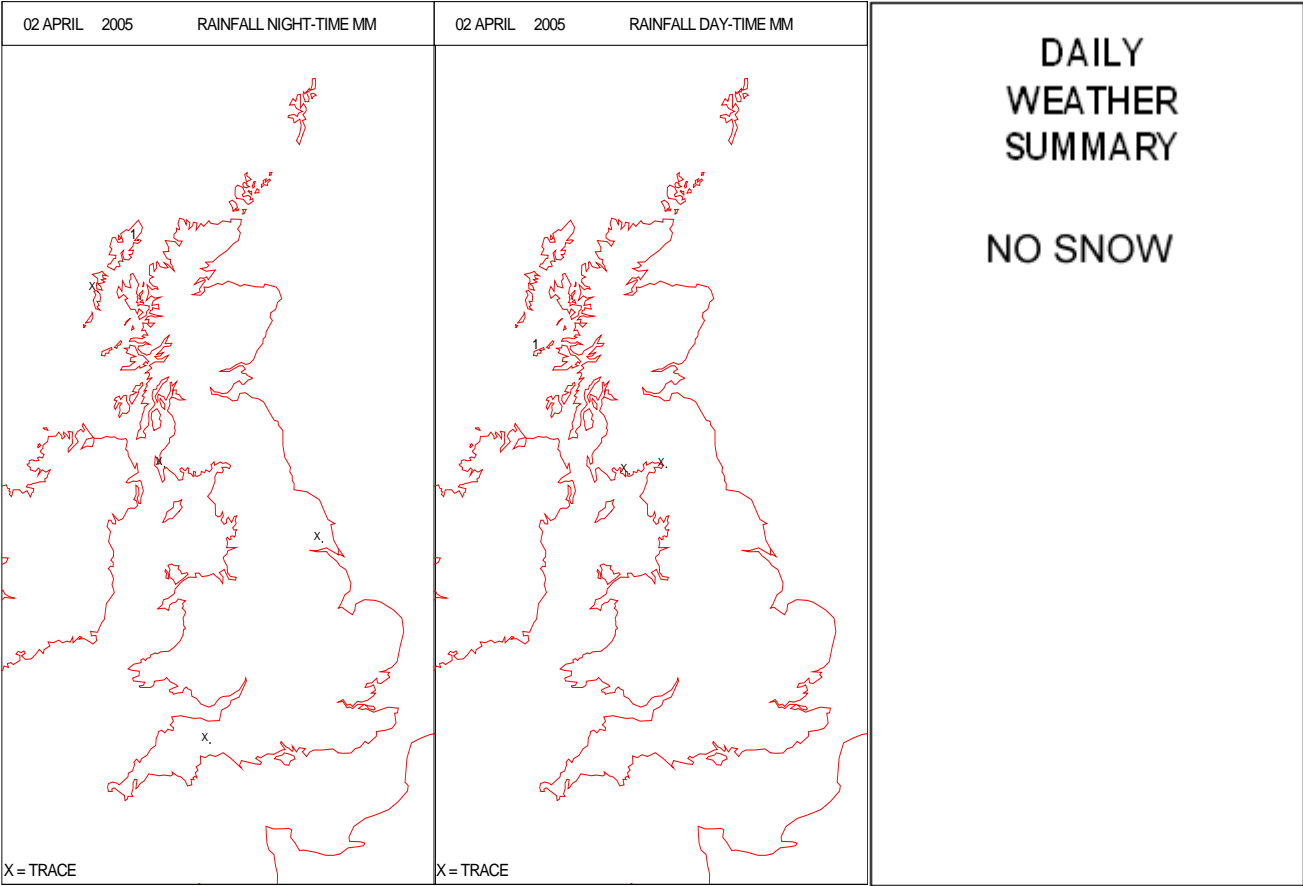 02 APRIL 2005 RAINFALL NIGHT-TIME MM
1
X
X.
X.
X.
X = TRACE
02 APRIL 2005 RAINFALL DAY-TIME MM
1.
X.
X.
X = TRACE
DAILY
WEATHER
SUMMARY
NO SNOW